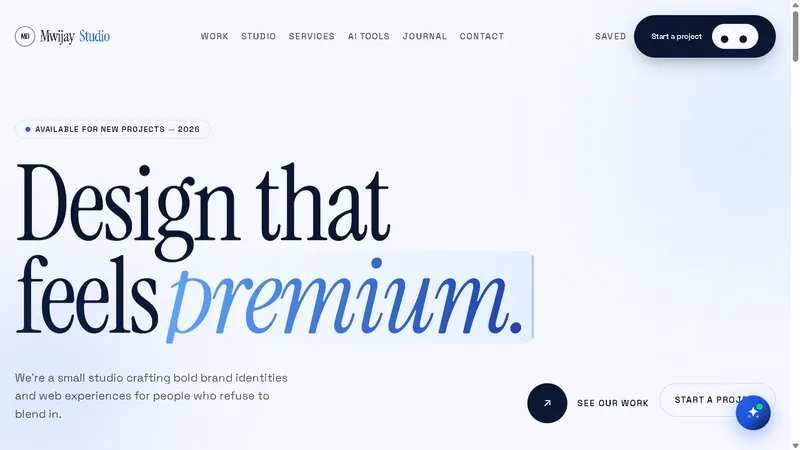 MD Mwijay Studio
WORK STUDIO SERVICES AI TOOLS JOURNAL CONTACT
SAVED
Start a project
AVAILABLE FOR NEW PROJECTS — 2026
Design that
feels premium.
We're a small studio crafting bold brand identities
and web experiences for people who refuse to
blend in.
SEE OUR WORK
START A